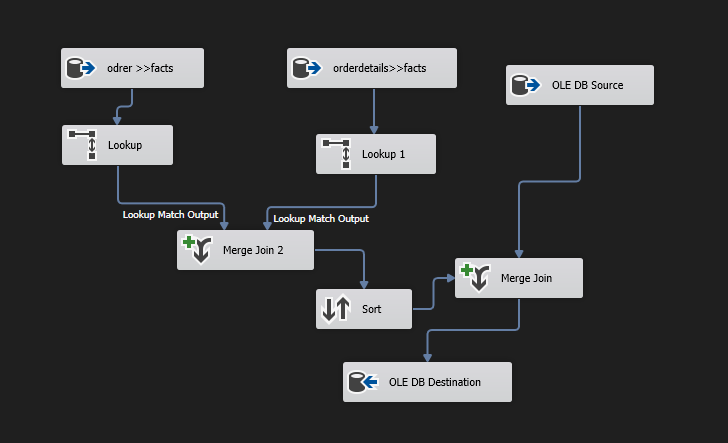 odrer >>facts
orderdetails>>facts
OLE DB Source
Lookup
Lookup 1
Lookup Match Output
Lookup Match Output
Merge Join 2
Merge Join
Sort
OLE DB Destination